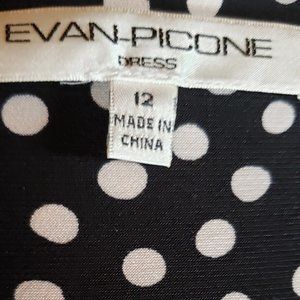 EVAN-PICONE
DRESS
12
MADE IN
CHINA